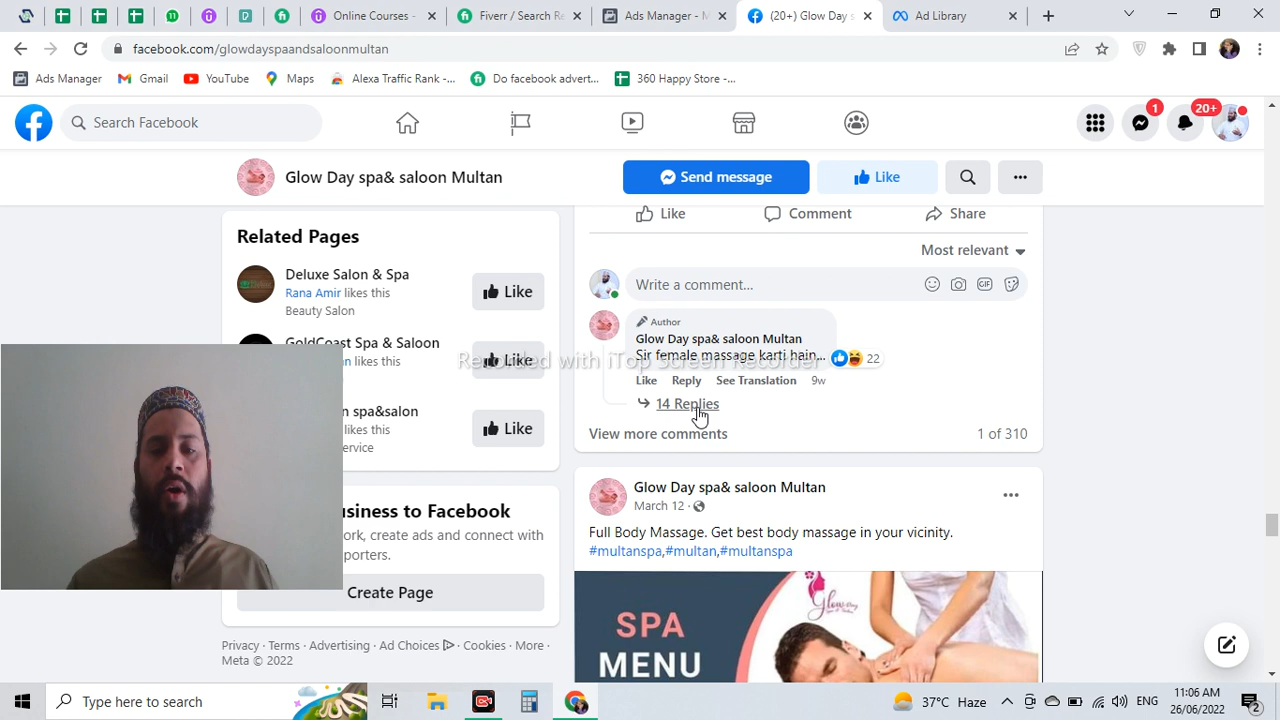 Online Courses -
Fiverr / Search Re
Ads Manager - M
(20+) Glow Day s
Ad Library
facebook.com/glowdayspaandsaloonmultan
Ads Manager
Gmail
YouTube
Maps
Alexa Traffic Rank -...
Do facebook advert...
360 Happy Store -...
Search Facebook
1
20+
Glow Day spa& saloon Multan
Send message
Like
Related Pages
Deluxe Salon & Spa
Rana Amir likes this
Beauty Salon
Like
GoldCoast Spa & Saloon
n likes this
Like
n spa&salon
likes this
ervice
Like
usiness to Facebook
ork, create ads and connect with
porters.
Create Page
Privacy · Terms · Advertising · Ad Choices · Cookies · More ·
Meta © 2022
Like
Comment
Share
Most relevant
Write a comment...
Author
Glow Day spa& saloon Multan
Sir female massage karti hain...
22
Recorded with iTop Screen Recorder
Like Reply See Translation 9w
14 Replies
View more comments
1 of 310
Glow Day spa& saloon Multan
March 12 ·
Full Body Massage. Get best body massage in your vicinity.
#multanspa,#multan,#multanspa
SPA
MENU
Glow Day
Type here to search
37°C Haze
ENG
11:06 AM
26/06/2022
2